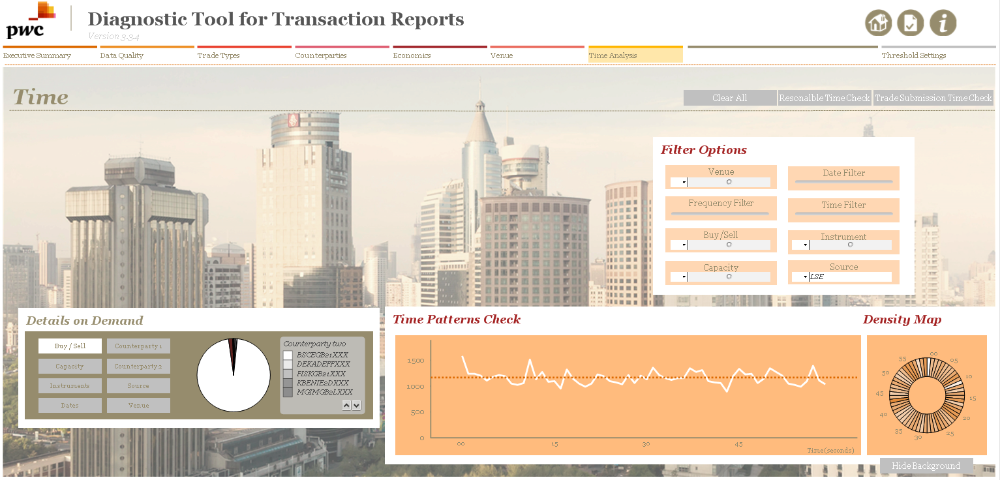 pwc
Diagnostic Tool for Transaction Reports
Version 3.3.4
Executive Summary
Data Quality
Trade Types
Counterparties
Economics
Venue
Time Analysis
Threshold Settings
Time
Clear All
Resonalble Time Check
Trade Submission Time Check
Filter Options
Venue
Date Filter
Frequency Filter
Time Filter
Buy /Sell
Instrument
Capacity
Source
LSE
Details on Demand
Buy / Sell
Counterparty 1
Capacity
Counterparty 2
Instruments
Source
Dates
Venue
Counterparty two
BSCEGB21XXX
DEKADEFFXXX
FISKGB21XXX
KBENIE2DXXX
MGIMGB2LXXX
Time Patterns Check
1500
1000
500
0
00
15
30
45
Time(seconds)
Density Map
00
05
10
15
20
25
30
35
40
45
50
55
Hide Background